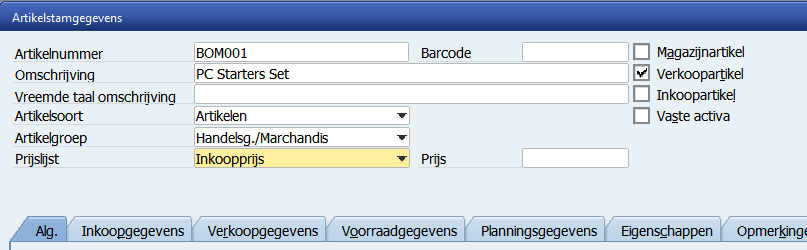 Artikelstamgegevens
Artikelnummer BOM001 Barcode Magazijnartikel
Omschrijving PC Starters Set Verkoopartikel
Vreemde taal omschrijving Inkoopartikel
Artikelsoort Artikelen Vaste activa
Artikelgroep Handelsg./Marchandis
Prijslijst Inkoopprijs Prijs
Alg. Inkoopgegevens Verkoopgegevens Voorraadgegevens Planningsgegevens Eigenschappen